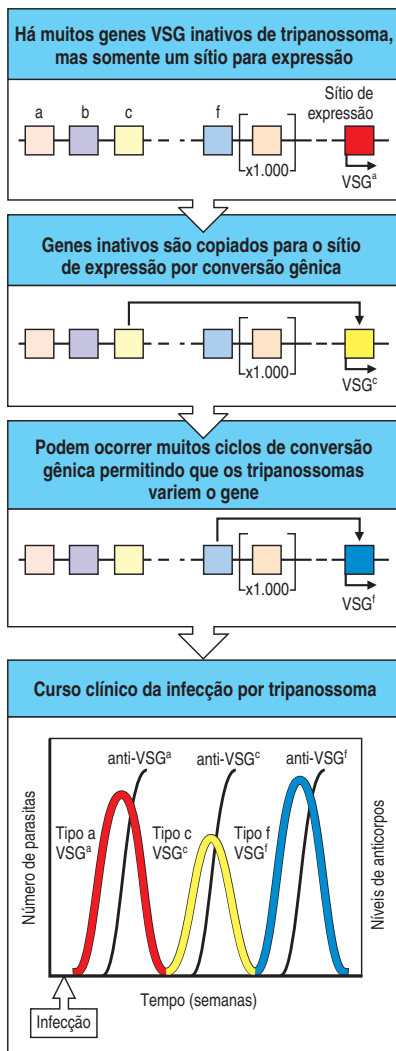 Há muitos genes VSG inativos de tripanossoma,
mas somente um sítio para expressão
Sítio de
expressão
a b c f
x1.000
VSGᵃ
Genes inativos são copiados para o sítio
de expressão por conversão gênica
x1.000
VSGᶜ
Podem ocorrer muitos ciclos de conversão
gênica permitindo que os tripanossomas
variem o gene
x1.000
VSGᶠ
Curso clínico da infecção por tripanossoma
anti-VSGᵃ anti-VSGᶜ anti-VSGᶠ
Número de parasitas
Tipo a
VSGᵃ
Tipo c
VSGᶜ
Tipo f
VSGᶠ
Níveis de anticorpos
Tempo (semanas)
Infecção